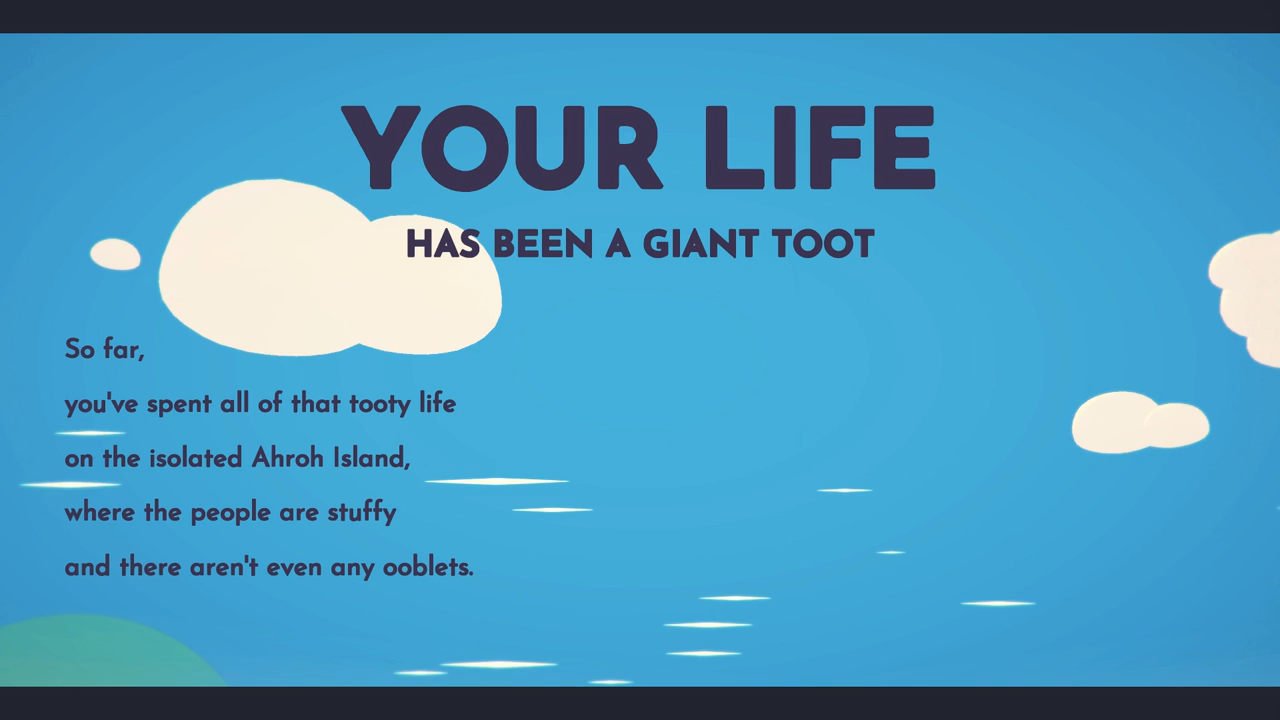 YOUR LIFE
HAS BEEN A GIANT TOOT
So far,
you've spent all of that tooty life
on the isolated Ahroh Island,
where the people are stuffy
and there aren't even any ooblets.